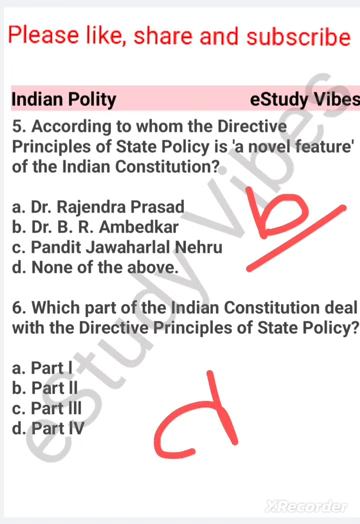 Please like, share and subscribe
Indian Polity eStudy Vibes
5. According to whom the Directive
Principles of State Policy is 'a novel feature'
of the Indian Constitution?
a. Dr. Rajendra Prasad
b. Dr. B. R. Ambedkar
c. Pandit Jawaharlal Nehru
d. None of the above.
b
6. Which part of the Indian Constitution deal
with the Directive Principles of State Policy?
a. Part I
b. Part II
c. Part III
d. Part IV
d
eStudy Vibes
XRecorder